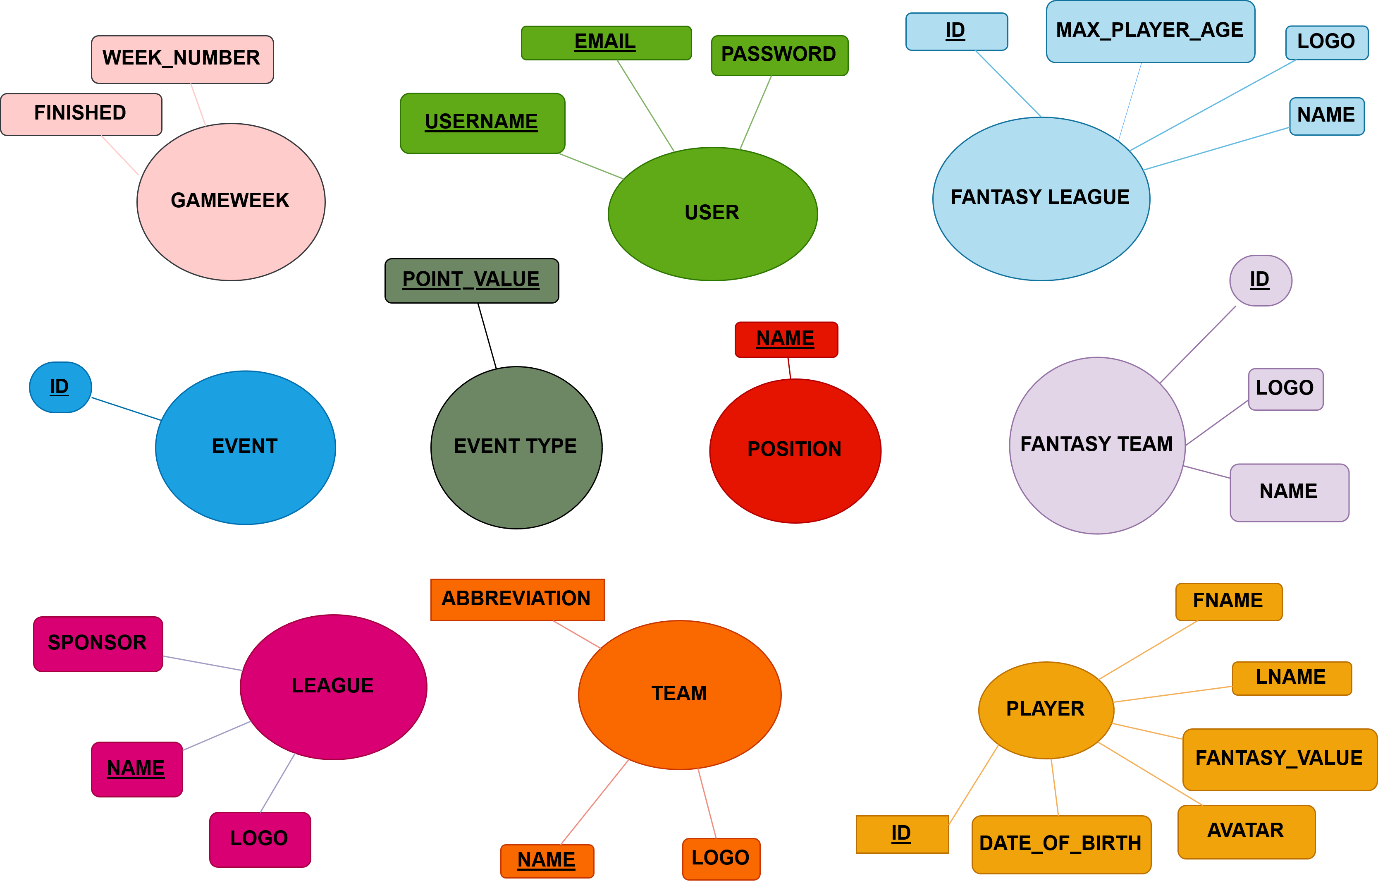 WEEK_NUMBER
FINISHED
GAMEWEEK
EMAIL
PASSWORD
USERNAME
USER
ID
MAX_PLAYER_AGE
LOGO
NAME
FANTASY LEAGUE
ID
EVENT
POINT_VALUE
EVENT TYPE
NAME
POSITION
ID
LOGO
FANTASY TEAM
NAME
SPONSOR
LEAGUE
NAME
LOGO
ABBREVIATION
TEAM
NAME
LOGO
FNAME
LNAME
PLAYER
FANTASY_VALUE
AVATAR
ID
DATE_OF_BIRTH